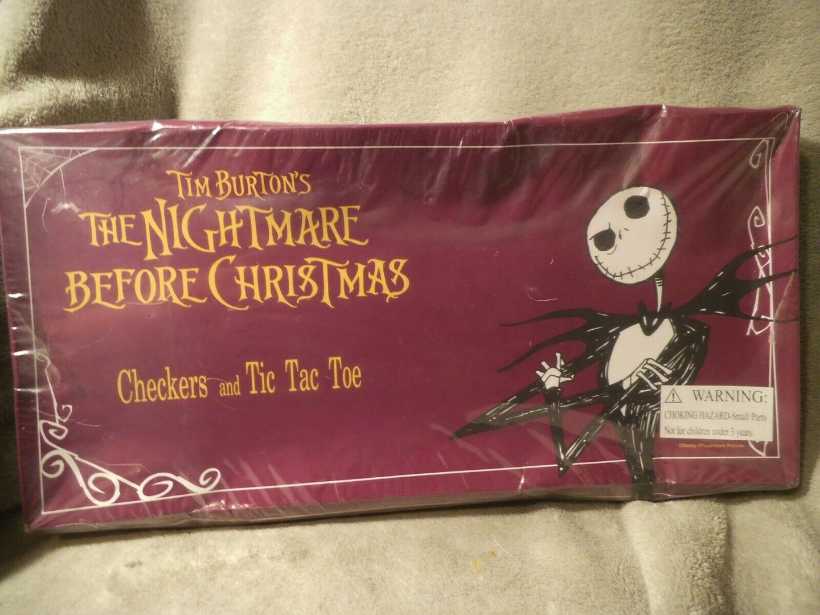 TIM BURTON'S
THE NIGHTMARE
BEFORE CHRISTMAS
Checkers and Tic Tac Toe
WARNING:
CHOKING HAZARD-Small Parts
Not for children under 3 years.